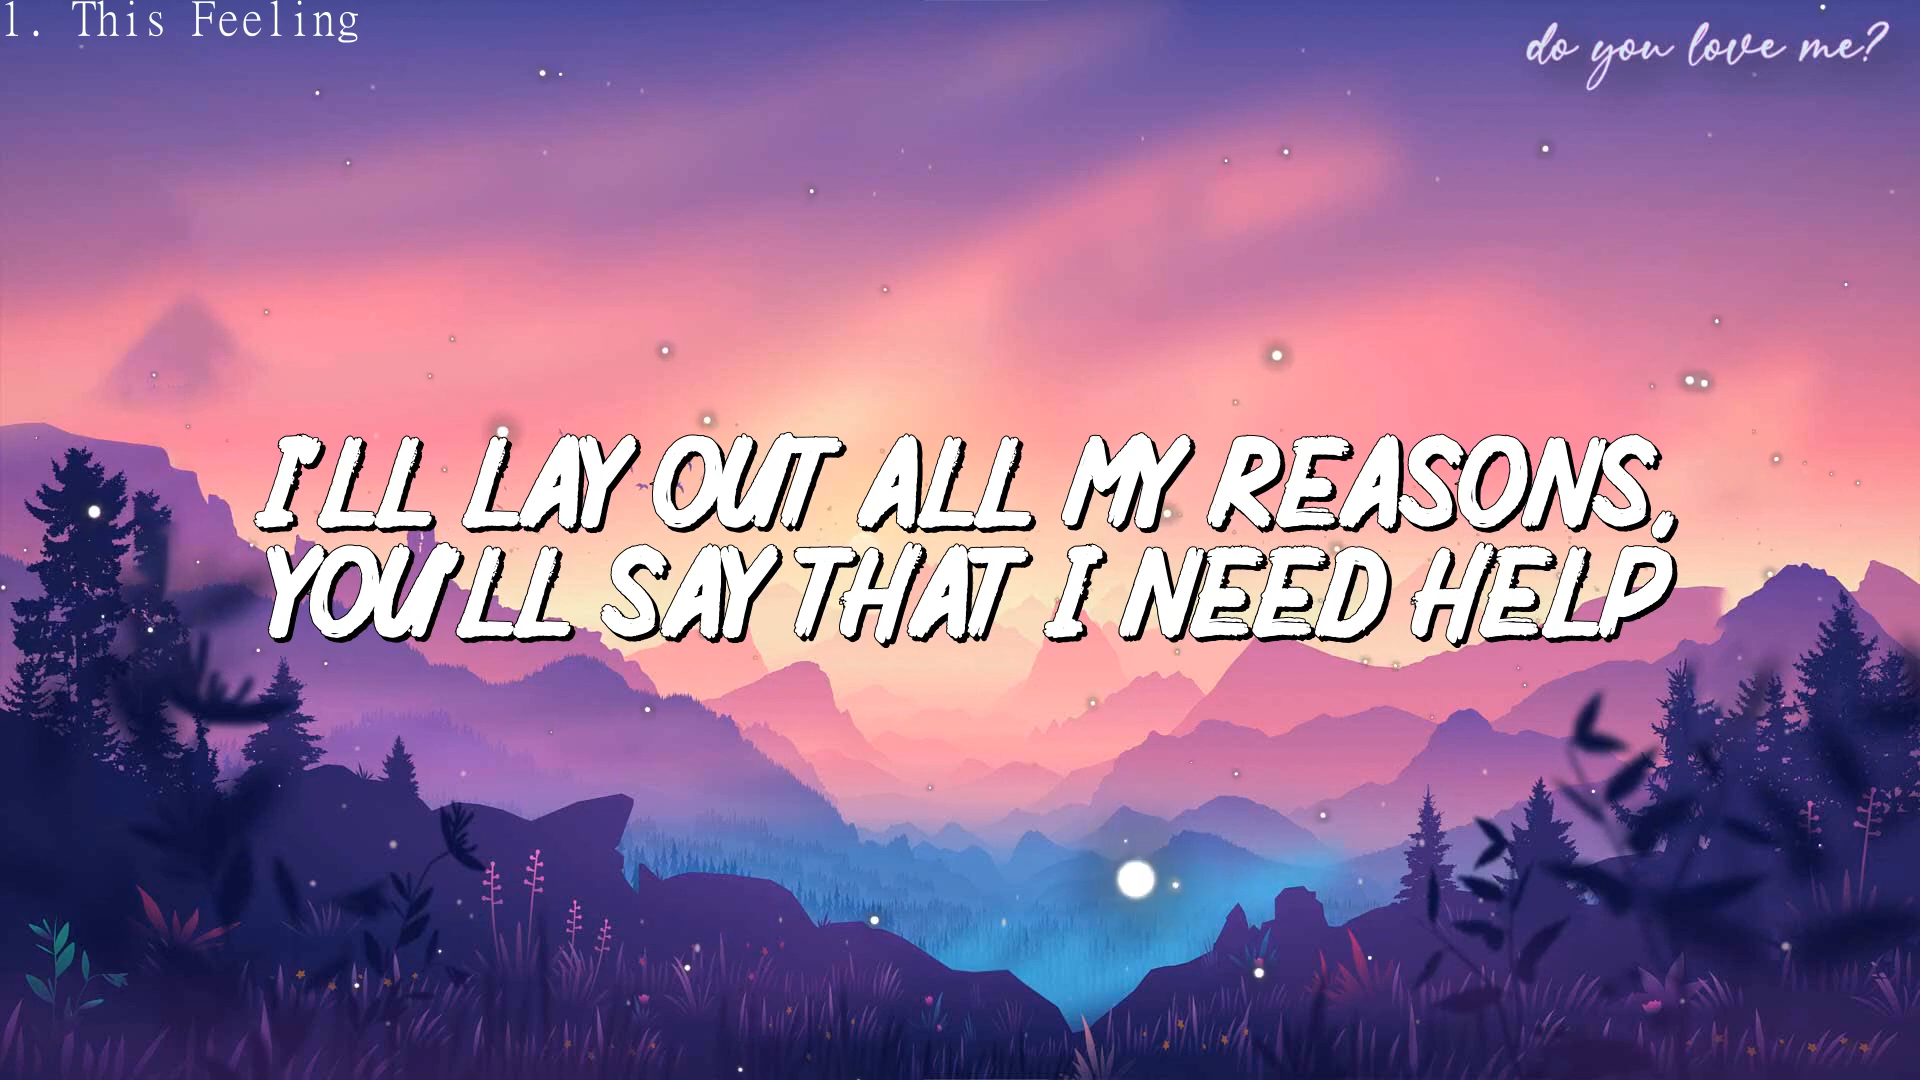 1. This Feeling
do you love me?
I'LL LAY OUT ALL MY REASONS,
YOU'LL SAY THAT I NEED HELP